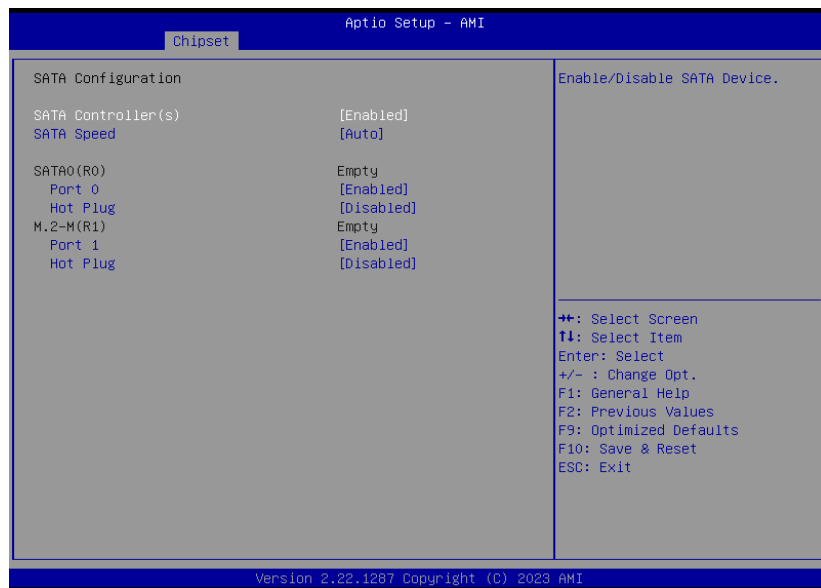 Aptio Setup – AMI
Chipset
SATA Configuration
SATA Controller(s) [Enabled]
SATA Speed [Auto]
SATA0(R0) Empty
Port 0 [Enabled]
Hot Plug [Disabled]
M.2-M(R1) Empty
Port 1 [Enabled]
Hot Plug [Disabled]
Enable/Disable SATA Device.
→←: Select Screen
↑↓: Select Item
Enter: Select
+/- : Change Opt.
F1: General Help
F2: Previous Values
F9: Optimized Defaults
F10: Save & Reset
ESC: Exit
Version 2.22.1287 Copyright (C) 2023 AMI